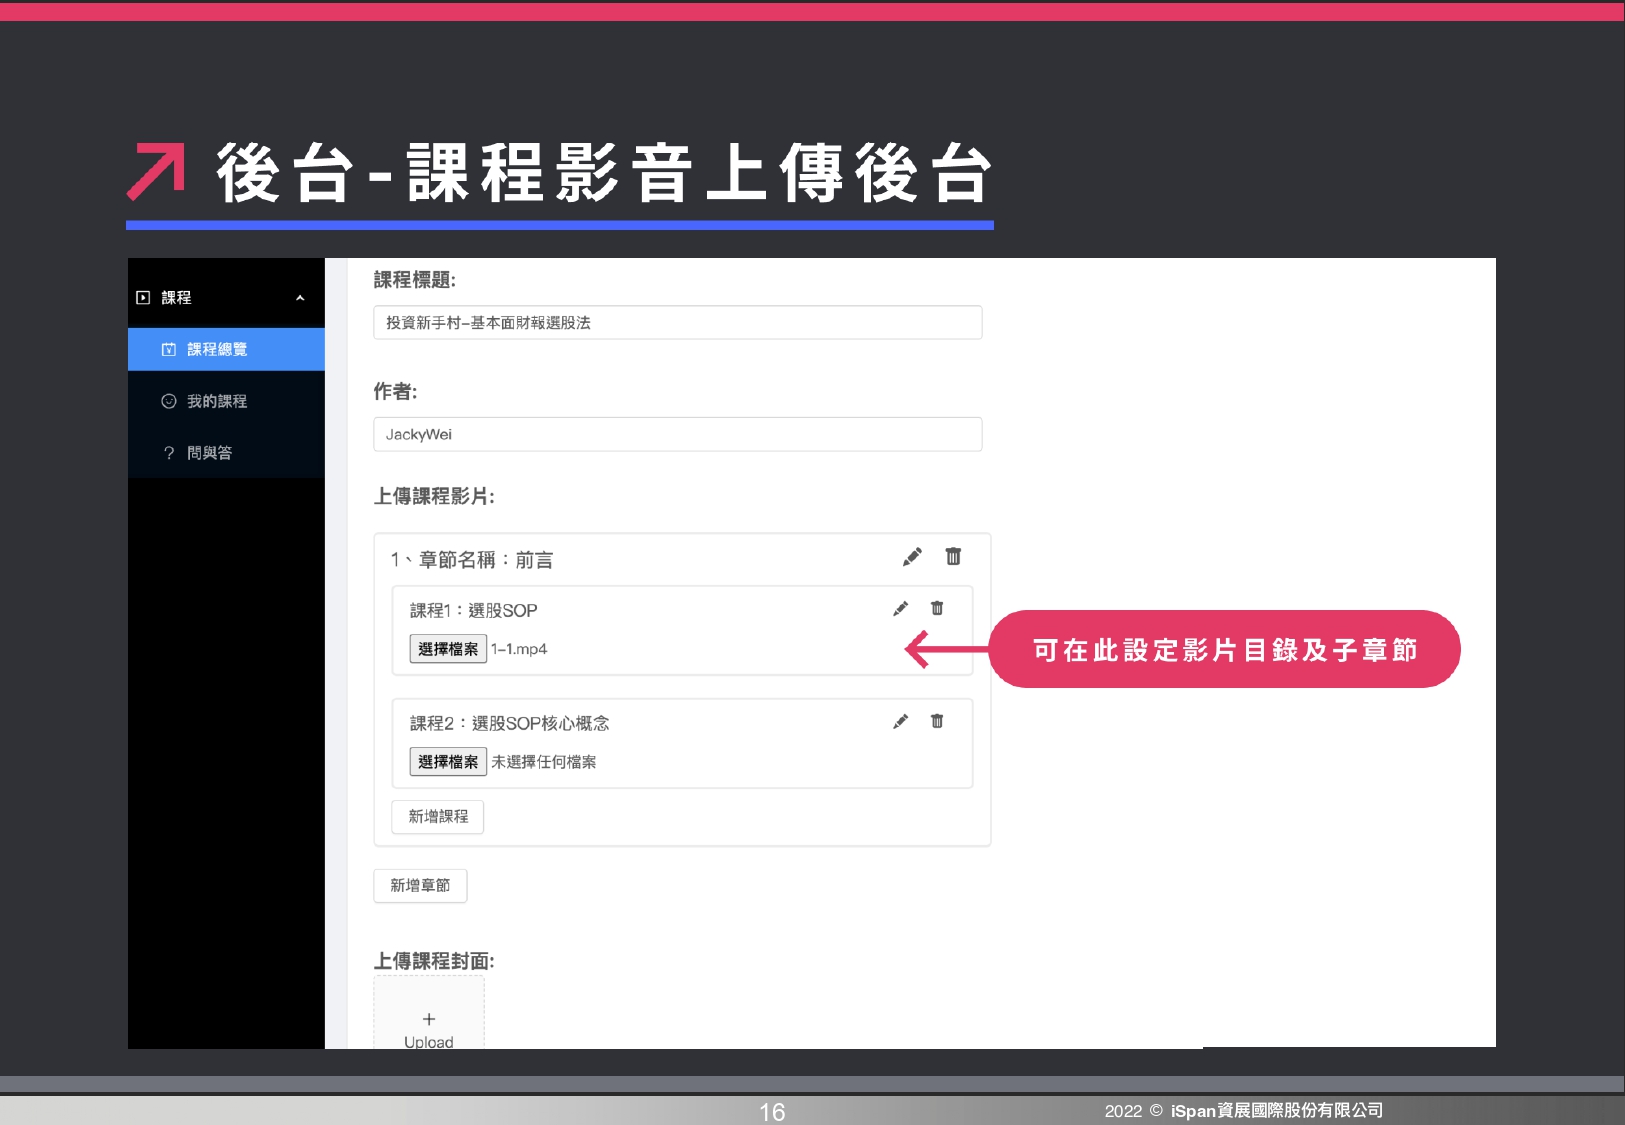 後台-課程影音上傳後台
課程
課程總覽
我的課程
? 問與答
課程標題:
投資新手村-基本面財報選股法
作者:
JackyWei
上傳課程影片:
1、章節名稱：前言
課程1：選股SOP
選擇檔案 1-1.mp4
可在此設定影片目錄及子章節
課程2：選股SOP核心概念
選擇檔案 未選擇任何檔案
新增課程
新增章節
上傳課程封面:
+
Upload
16
2022 © iSpan資展國際股份有限公司